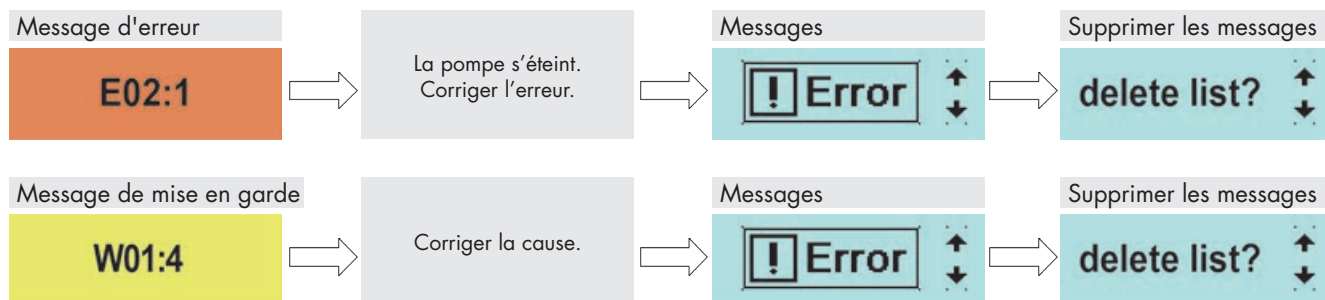 Message d'erreur
E02:1
La pompe s’éteint.
Corriger l’erreur.
Messages
! Error
Supprimer les messages
delete list?
Message de mise en garde
W01:4
Corriger la cause.
Messages
! Error
Supprimer les messages
delete list?